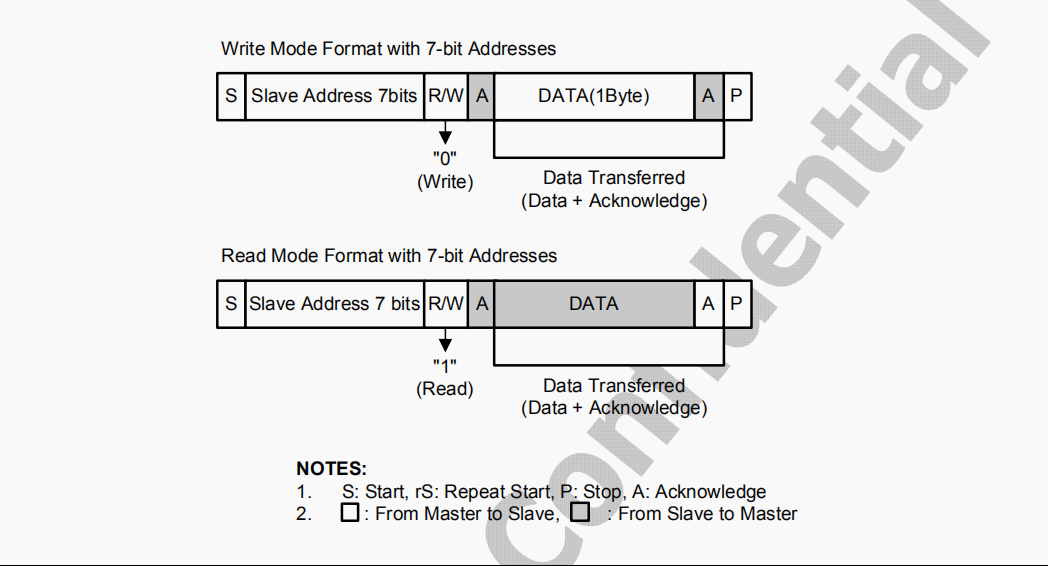 Write Mode Format with 7-bit Addresses
S Slave Address 7bits R/W A DATA(1Byte) A P
"0"
(Write)
Data Transferred
(Data + Acknowledge)
Read Mode Format with 7-bit Addresses
S Slave Address 7 bits R/W A DATA A P
"1"
(Read)
Data Transferred
(Data + Acknowledge)
NOTES:
1. S: Start, rS: Repeat Start, P: Stop, A: Acknowledge
2. : From Master to Slave, : From Slave to Master
Confidential